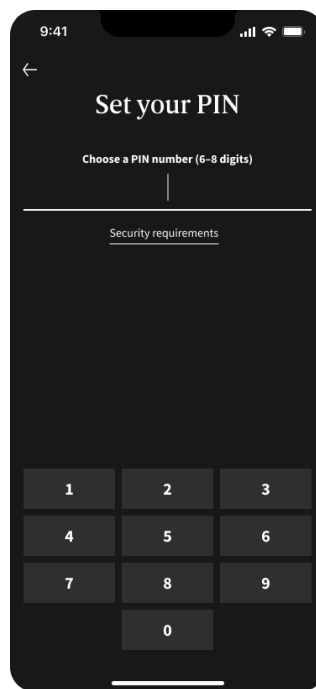 9:41
Set your PIN
Choose a PIN number (6–8 digits)
Security requirements
1 2 3
4 5 6
7 8 9
0